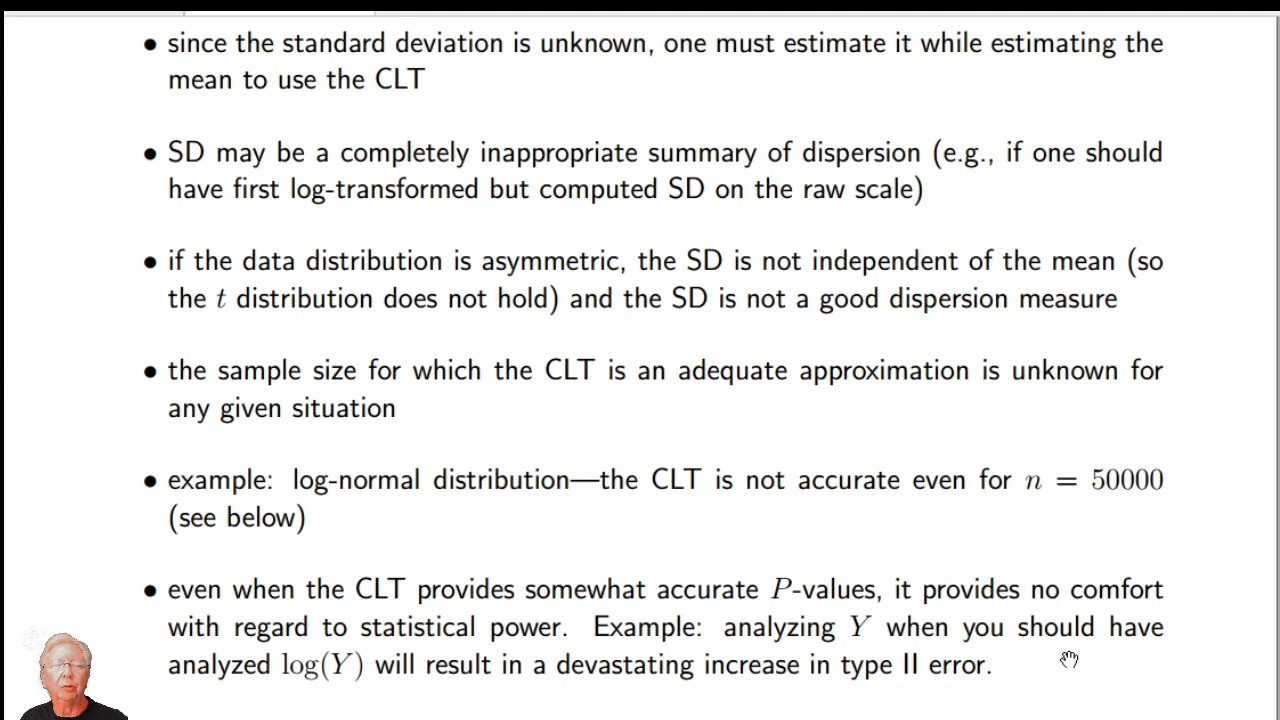 • since the standard deviation is unknown, one must estimate it while estimating the
mean to use the CLT
• SD may be a completely inappropriate summary of dispersion (e.g., if one should
have first log-transformed but computed SD on the raw scale)
• if the data distribution is asymmetric, the SD is not independent of the mean (so
the t distribution does not hold) and the SD is not a good dispersion measure
• the sample size for which the CLT is an adequate approximation is unknown for
any given situation
• example: log-normal distribution—the CLT is not accurate even for n = 50000
(see below)
• even when the CLT provides somewhat accurate P-values, it provides no comfort
with regard to statistical power. Example: analyzing Y when you should have
analyzed log(Y) will result in a devastating increase in type II error.